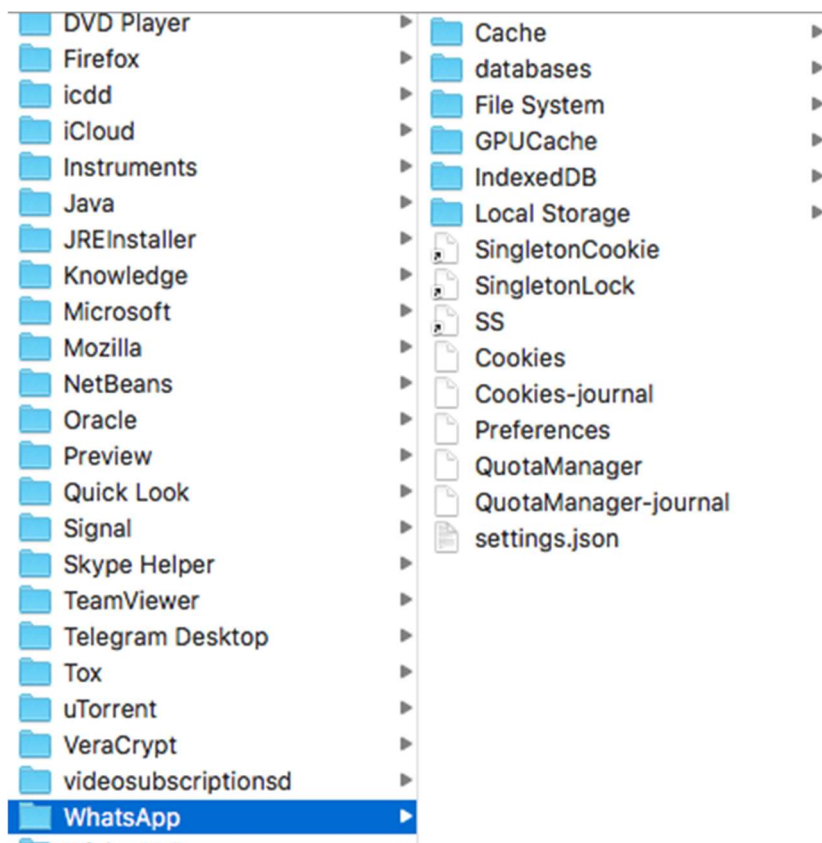 DVD Player
Firefox
icdd
iCloud
Instruments
Java
JREInstaller
Knowledge
Microsoft
Mozilla
NetBeans
Oracle
Preview
Quick Look
Signal
Skype Helper
TeamViewer
Telegram Desktop
Tox
uTorrent
VeraCrypt
videosubscriptionsd
WhatsApp
Cache
databases
File System
GPUCache
IndexedDB
Local Storage
SingletonCookie
SingletonLock
SS
Cookies
Cookies-journal
Preferences
QuotaManager
QuotaManager-journal
settings.json